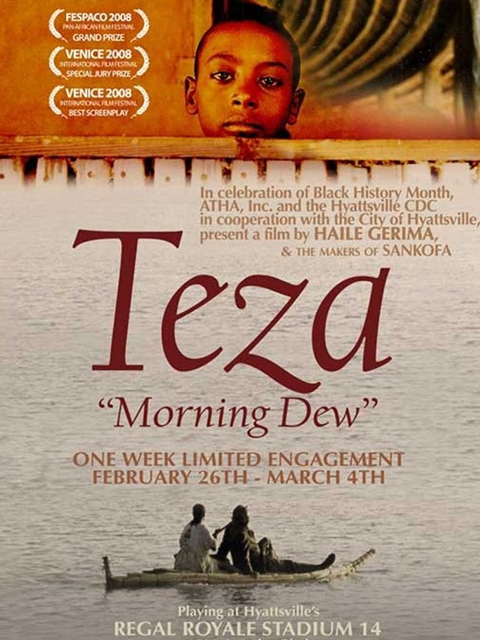 FESPACO 2008
PAN-AFRICAN FILM FESTIVAL
GRAND PRIZE
VENICE 2008
INTERNATIONAL FILM FESTIVAL
SPECIAL JURY PRIZE
VENICE 2008
INTERNATIONAL FILM FESTIVAL
BEST SCREENPLAY
In celebration of Black History Month,
ATHA, Inc. and the Hyattsville CDC
in cooperation with the City of Hyattsville,
present a film by HAILE GERIMA,
& THE MAKERS OF SANKOFA
Teza
“Morning Dew”
ONE WEEK LIMITED ENGAGEMENT
FEBRUARY 26TH - MARCH 4TH
Playing at Hyattsville's
REGAL ROYALE STADIUM 14